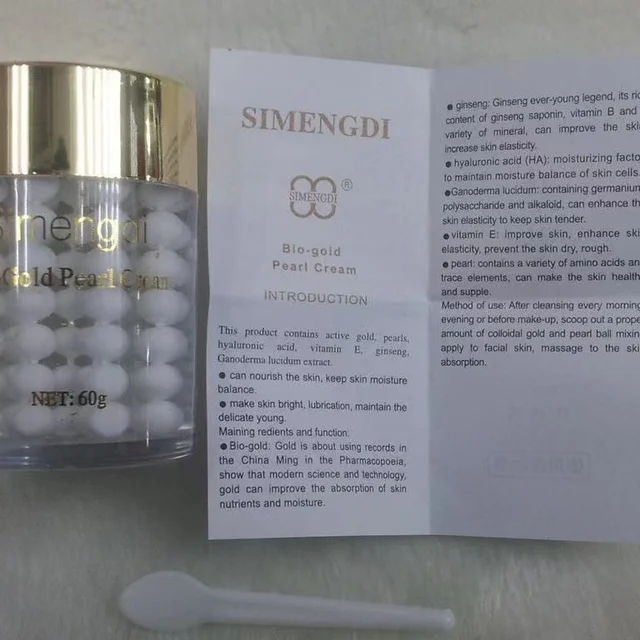 Simengdi
Gold Pearl Cream
NET: 60g
SIMENGDI
SIMENGDI ®
Bio-gold
Pearl Cream
INTRODUCTION
This product contains active gold, pearls,
hyaluronic acid, vitamin E, ginseng,
Ganoderma lucidum extract.
● can nourish the skin, keep skin moisture
balance.
● make skin bright, lubrication, maintain the
delicate young.
Maining redients and function:
● Bio-gold: Gold is about using records in
the China Ming in the Pharmacopoeia,
show that modern science and technology,
gold can improve the absorption of skin
nutrients and moisture.
● ginseng: Ginseng ever-young legend, its ric
content of ginseng saponin, vitamin B and
variety of mineral, can improve the skin
increase skin elasticity.
● hyaluronic acid (HA): moisturizing facto
to maintain moisture balance of skin cells.
●Ganoderma lucidum: containing germanium
polysaccharide and alkaloid, can enhance th
skin elasticity to keep skin tender.
● vitamin E: improve skin, enhance ski
elasticity, prevent the skin dry, rough.
● pearl: contains a variety of amino acids an
trace elements, can make the skin health
and supple.
Method of use: After cleansing every morning
evening or before make-up, scoop out a prope
amount of colloidal gold and pearl ball mixin
apply to facial skin, massage to the ski
absorption.